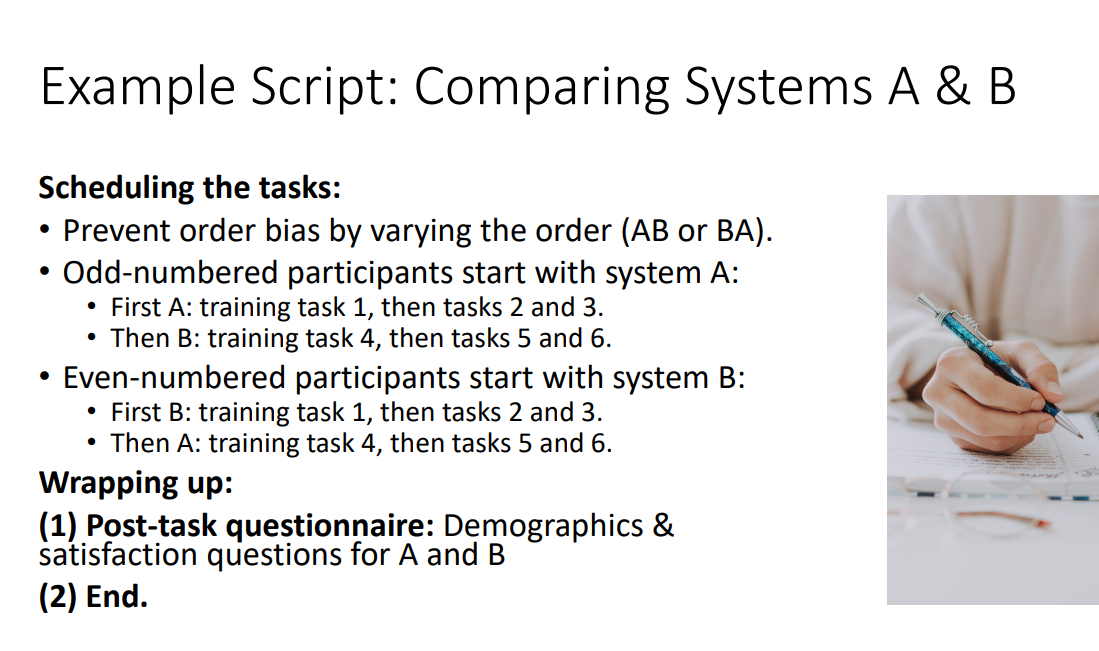 Example Script: Comparing Systems A & B
Scheduling the tasks:
• Prevent order bias by varying the order (AB or BA).
• Odd-numbered participants start with system A:
• First A: training task 1, then tasks 2 and 3.
• Then B: training task 4, then tasks 5 and 6.
• Even-numbered participants start with system B:
• First B: training task 1, then tasks 2 and 3.
• Then A: training task 4, then tasks 5 and 6.
Wrapping up:
(1) Post-task questionnaire: Demographics &
satisfaction questions for A and B
(2) End.